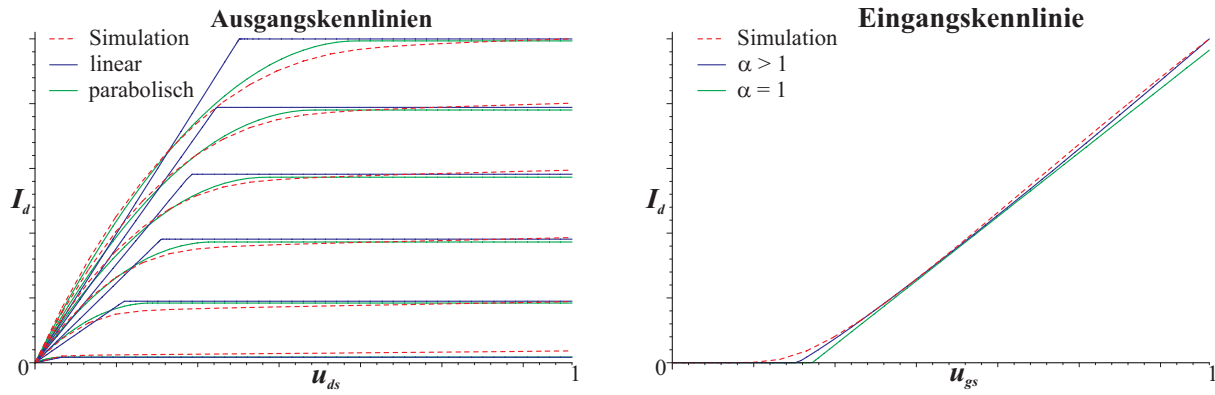 Ausgangskennlinien
Simulation
linear
parabolisch
I_d
0
u_ds
1
Eingangskennlinie
Simulation
α > 1
α = 1
I_d
0
u_gs
1